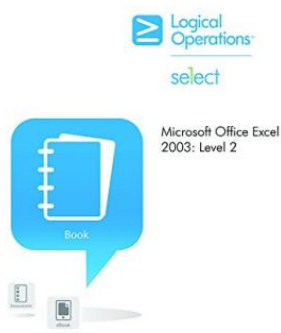 Logical
Operations
select
Microsoft Office Excel
2003: Level 2
Book
eBook